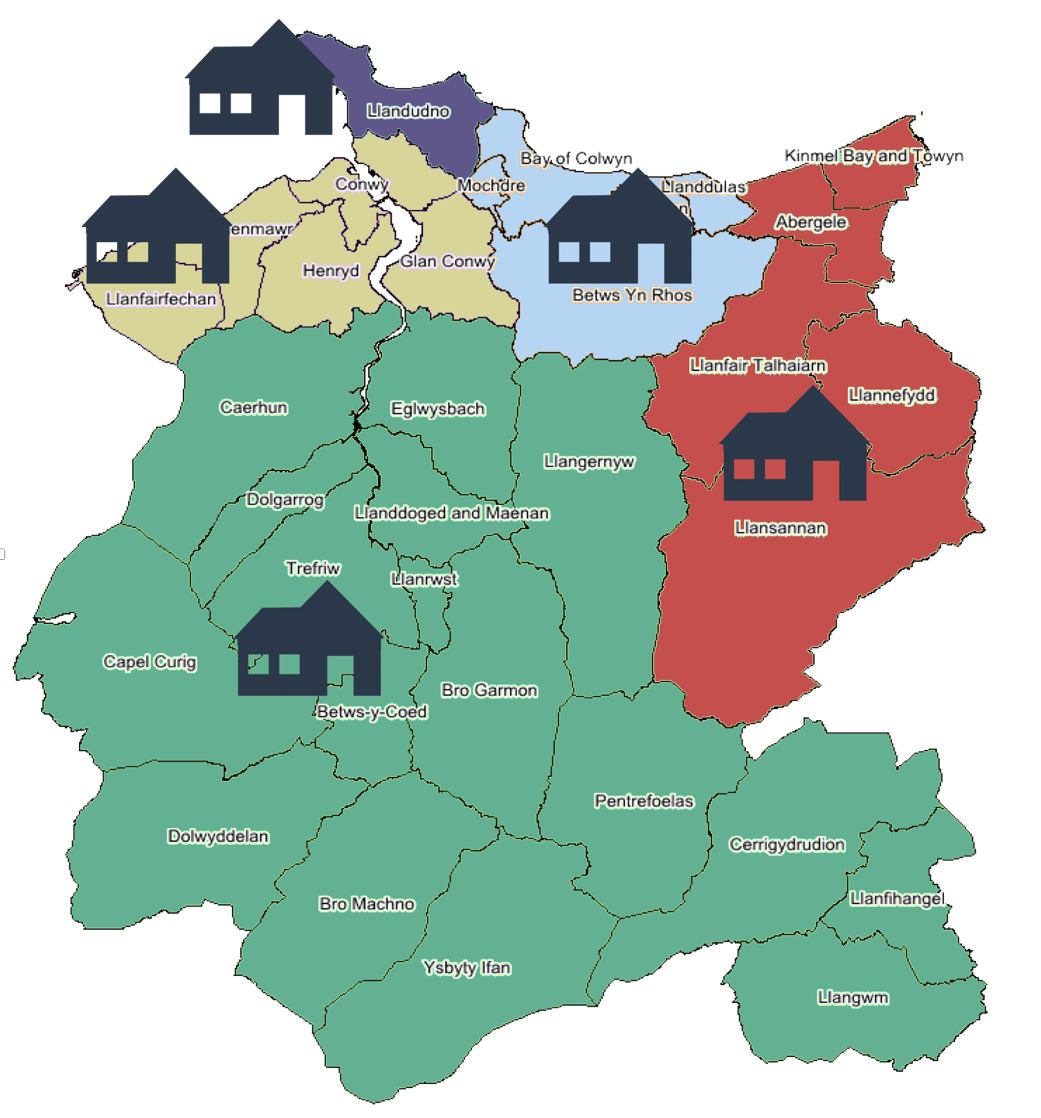 Llandudno
Bay of Colwyn
Kinmel Bay and Towyn
Conwy
Mochdre
Llanddulas
n
Abergele
enmawr
Glan Conwy
Henryd
Llanfairfechan
Betws Yn Rhos
Llanfair Talhaiarn
Llannefydd
Caerhun
Eglwysbach
Llangernyw
Dolgarrog
Llanddoged and Maenan
Llansannan
Trefriw
Llanrwst
Capel Curig
Bro Garmon
Betws-y-Coed
Pentrefoelas
Dolwyddelan
Cerrigydrudion
Bro Machno
Llanfihangel
Ysbyty Ifan
Llangwm